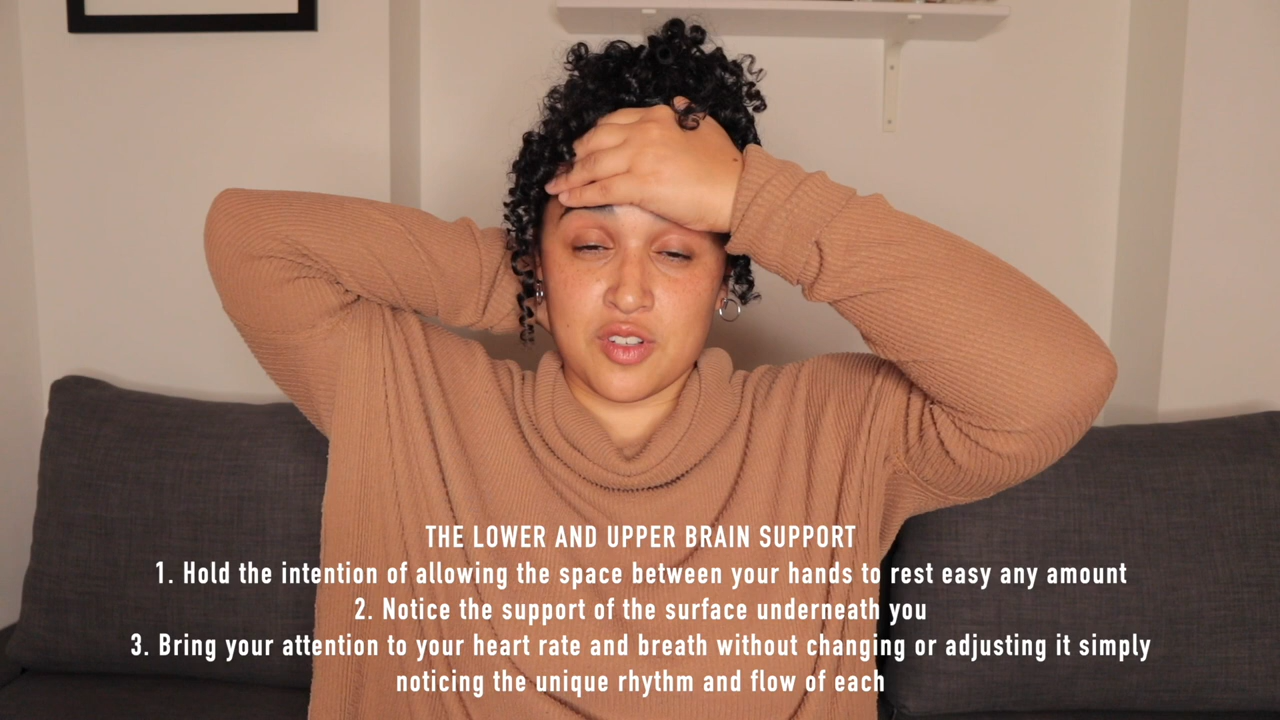 THE LOWER AND UPPER BRAIN SUPPORT
1. Hold the intention of allowing the space between your hands to rest easy any amount
2. Notice the support of the surface underneath you
3. Bring your attention to your heart rate and breath without changing or adjusting it simply
noticing the unique rhythm and flow of each